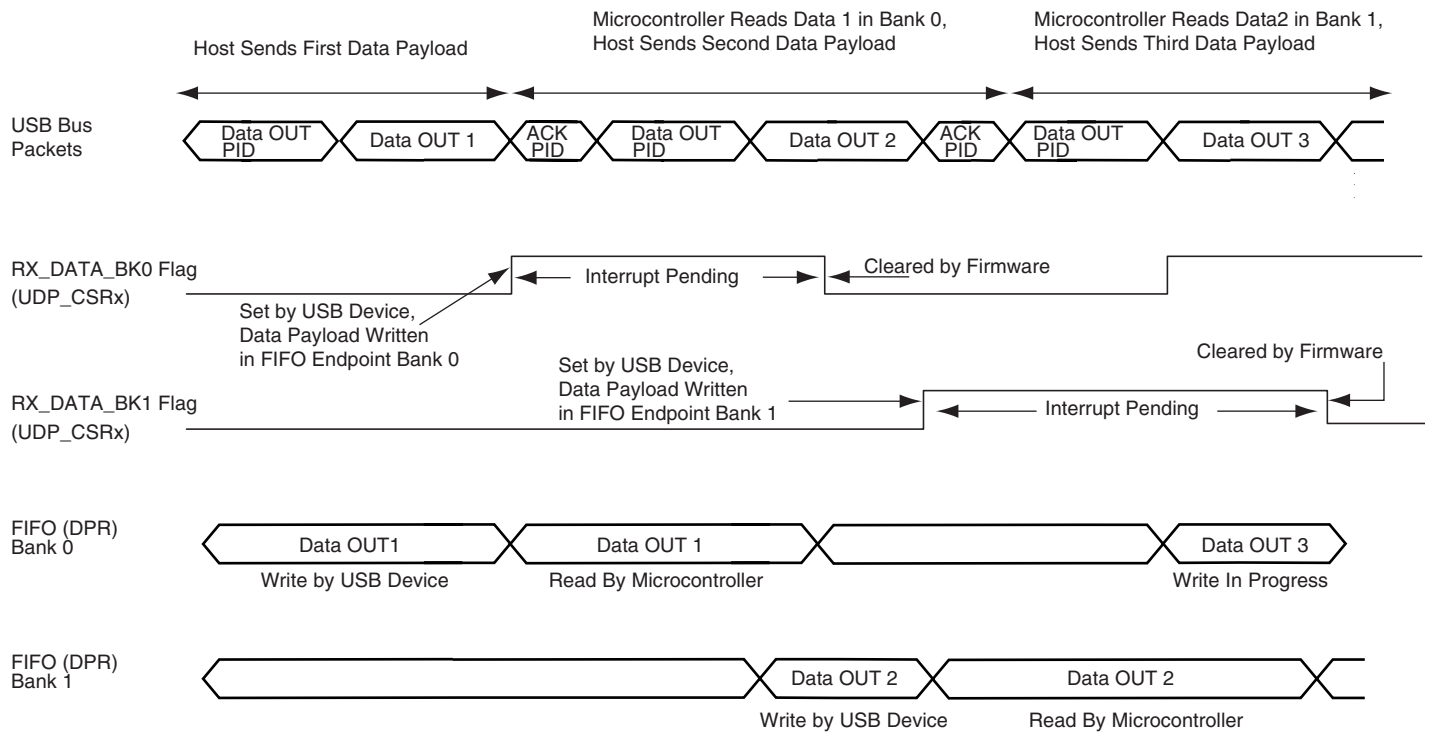 Host Sends First Data Payload
Microcontroller Reads Data 1 in Bank 0,
Host Sends Second Data Payload
Microcontroller Reads Data2 in Bank 1,
Host Sends Third Data Payload
USB Bus
Packets
Data OUT
PID
Data OUT 1
ACK
PID
Data OUT
PID
Data OUT 2
ACK
PID
Data OUT
PID
Data OUT 3
RX_DATA_BK0 Flag
(UDP_CSRx)
Interrupt Pending
Cleared by Firmware
Set by USB Device,
Data Payload Written
in FIFO Endpoint Bank 0
RX_DATA_BK1 Flag
(UDP_CSRx)
Set by USB Device,
Data Payload Written
in FIFO Endpoint Bank 1
Interrupt Pending
Cleared by Firmware
FIFO (DPR)
Bank 0
Data OUT1
Data OUT 1
Data OUT 3
Write by USB Device
Read By Microcontroller
Write In Progress
FIFO (DPR)
Bank 1
Data OUT 2
Data OUT 2
Write by USB Device
Read By Microcontroller